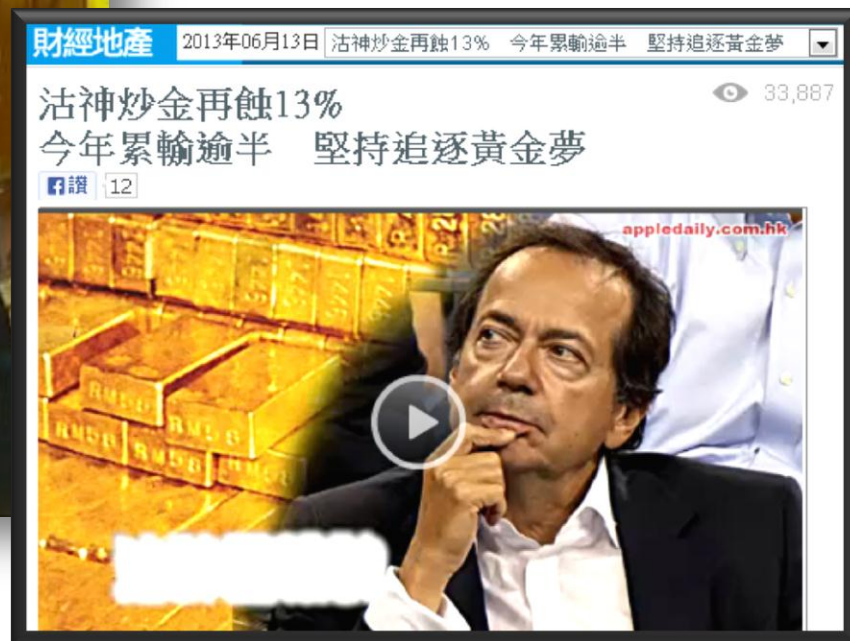 財經地產 2013年06月13日 沽神炒金再蝕13% 今年累輸逾半 堅持追逐黃金夢
沽神炒金再蝕13%
33,887
今年累輸逾半 堅持追逐黃金夢
讚 12
appledaily.com.hk
RMDB
RMDB RMDB